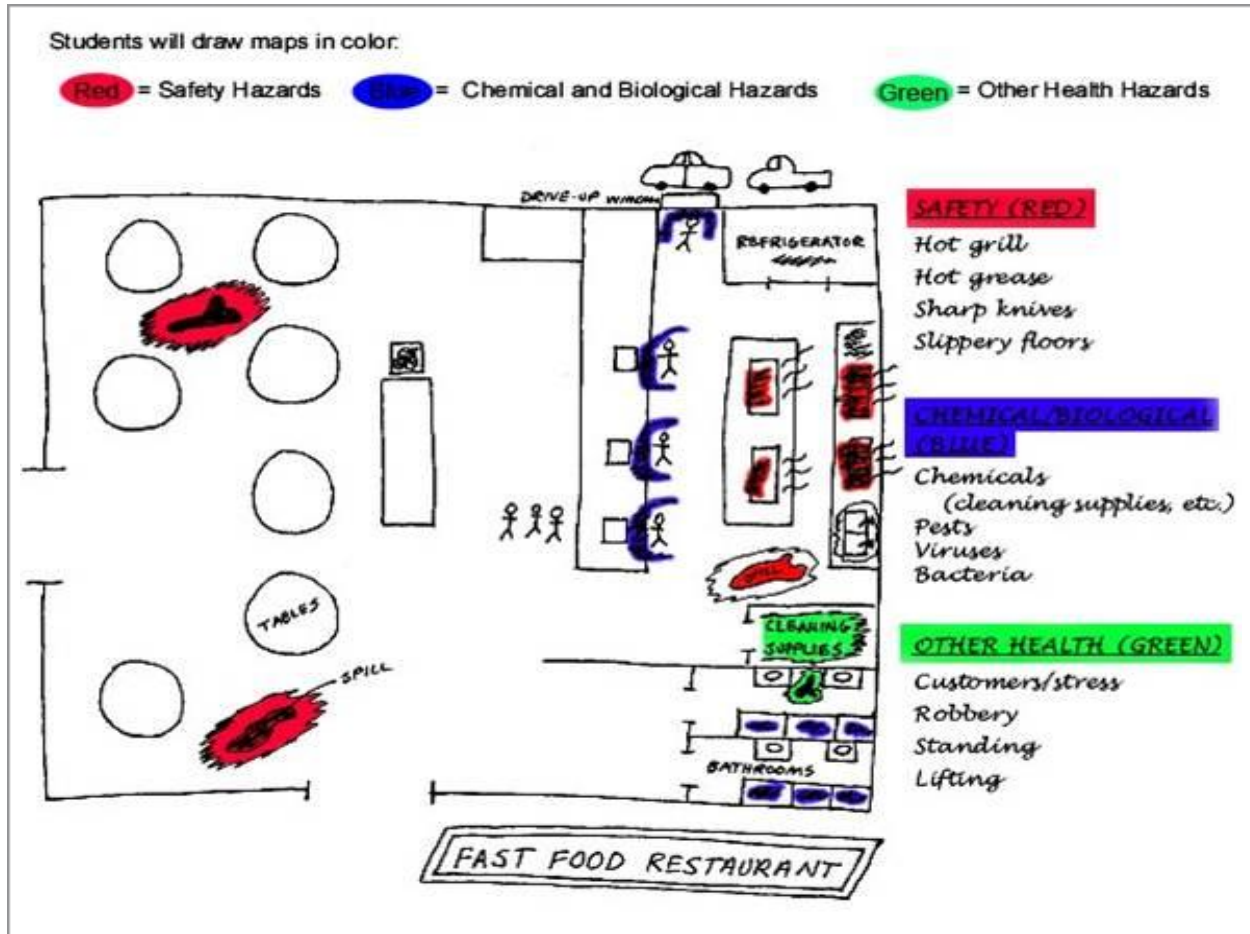 Students will draw maps in color:
Red = Safety Hazards Blue = Chemical and Biological Hazards Green = Other Health Hazards
DRIVE-UP WINDOW
REFRIGERATOR
SAFETY (RED)
Hot grill
Hot grease
Sharp knives
Slippery floors
CHEMICAL/BIOLOGICAL
(BLUE)
Chemicals
(cleaning supplies, etc.)
Pests
Viruses
Bacteria
SPILL
CLEANING
SUPPLIES
TABLES
SPILL
OTHER HEALTH (GREEN)
Customers/stress
Robbery
Standing
Lifting
BATHROOMS
FAST FOOD RESTAURANT